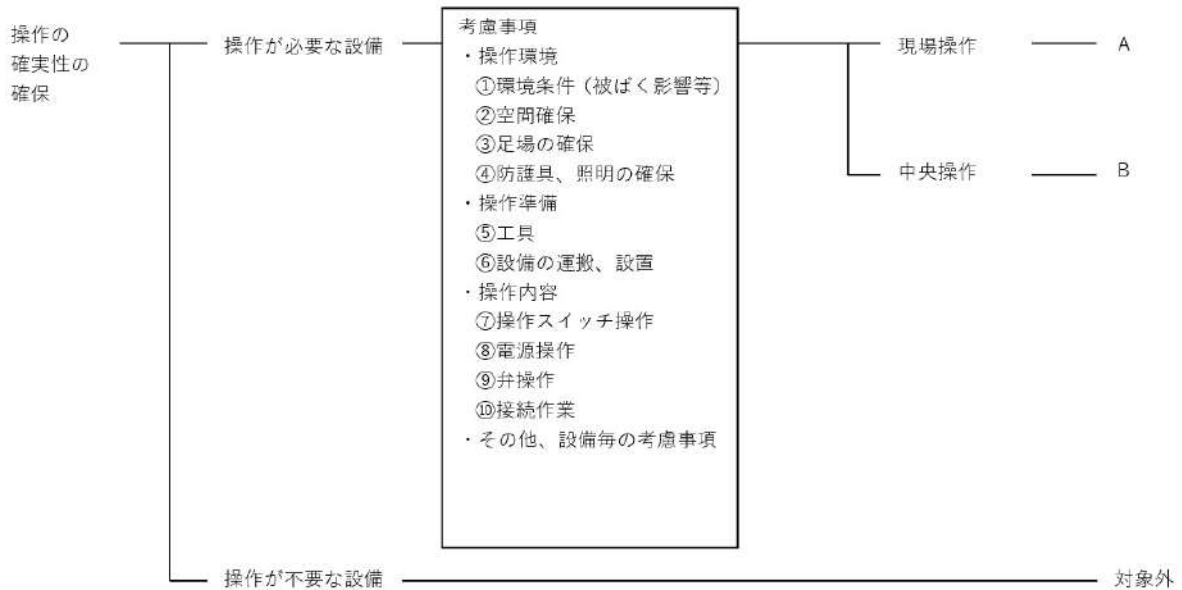 操作の
確実性の
確保
操作が必要な設備
考慮事項
・操作環境
①環境条件（被ばく影響等）
②空間確保
③足場の確保
④防護具、照明の確保
・操作準備
⑤工具
⑥設備の運搬、設置
・操作内容
⑦操作スイッチ操作
⑧電源操作
⑨弁操作
⑩接続作業
・その他、設備毎の考慮事項
現場操作
A
中央操作
B
操作が不要な設備
対象外